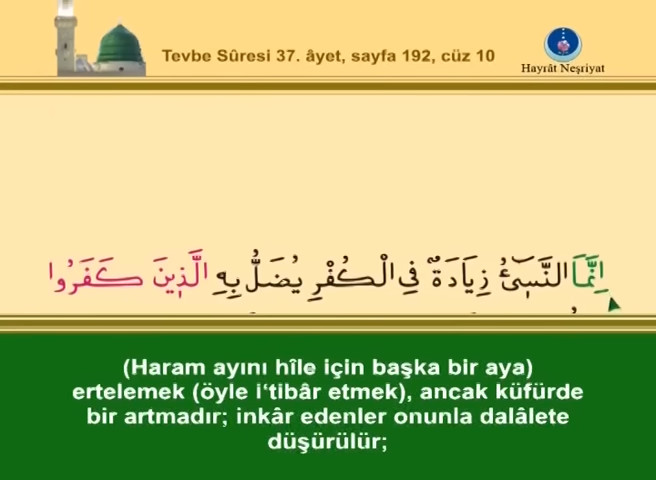 Tevbe Sûresi 37. âyet, sayfa 192, cüz 10
Hayrât Neşriyat
اِنَّمَا النَّس۪ٓيءُ زِيَادَةٌ فِي الْكُفْرِ يُضَلُّ بِهِ الَّذ۪ينَ كَفَرُوا
(Haram ayını hîle için başka bir aya)
ertelemek (öyle i‘tibâr etmek), ancak küfürde
bir artmadır; inkâr edenler onunla dalâlete
düşürülür;